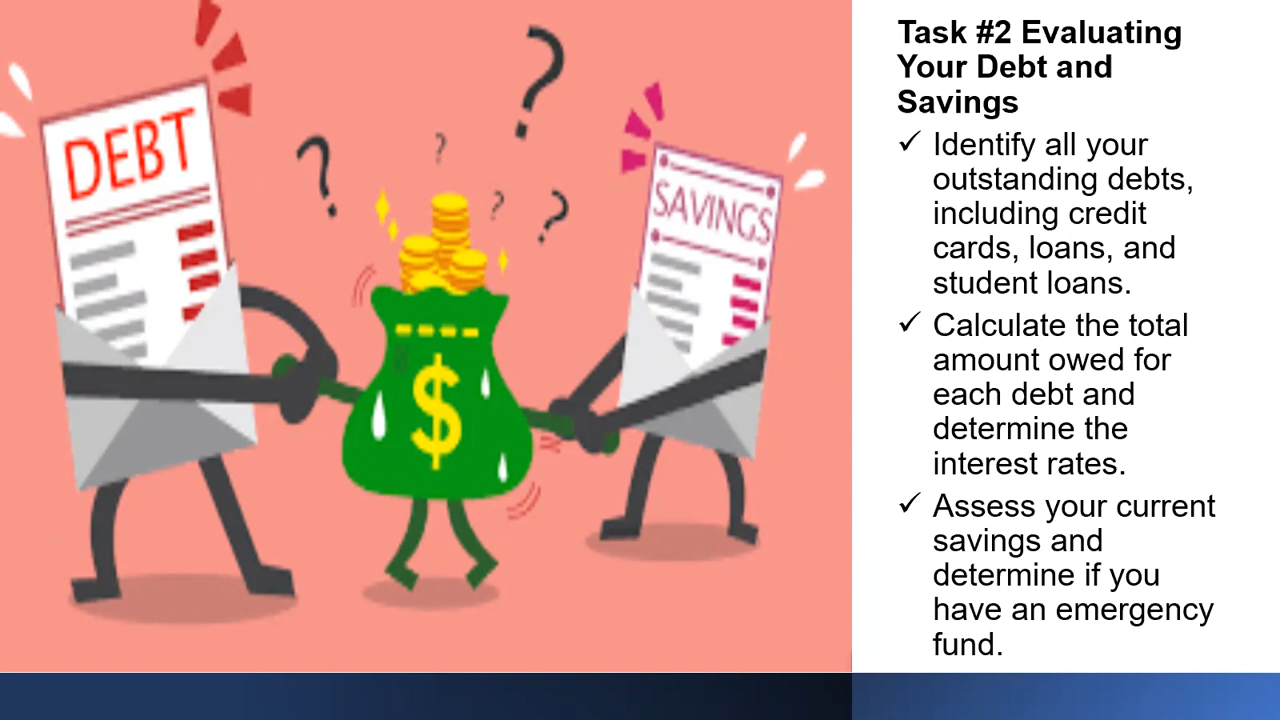 DEBT
SAVINGS
?
?
?
?
?
$
Task #2 Evaluating
Your Debt and
Savings
✓ Identify all your
outstanding debts,
including credit
cards, loans, and
student loans.
✓ Calculate the total
amount owed for
each debt and
determine the
interest rates.
✓ Assess your current
savings and
determine if you
have an emergency
fund.